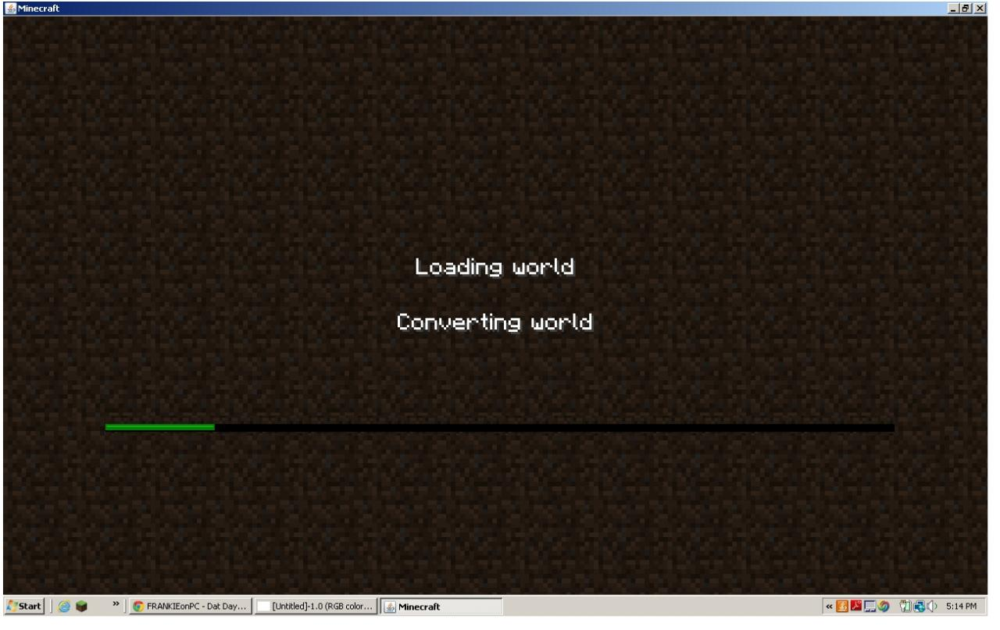 Minecraft
Loading world
Converting world
Start
»
FRANKIEonPC - Dat Day...
[Untitled]-1.0 (RGB color...
Minecraft
«
5:14 PM